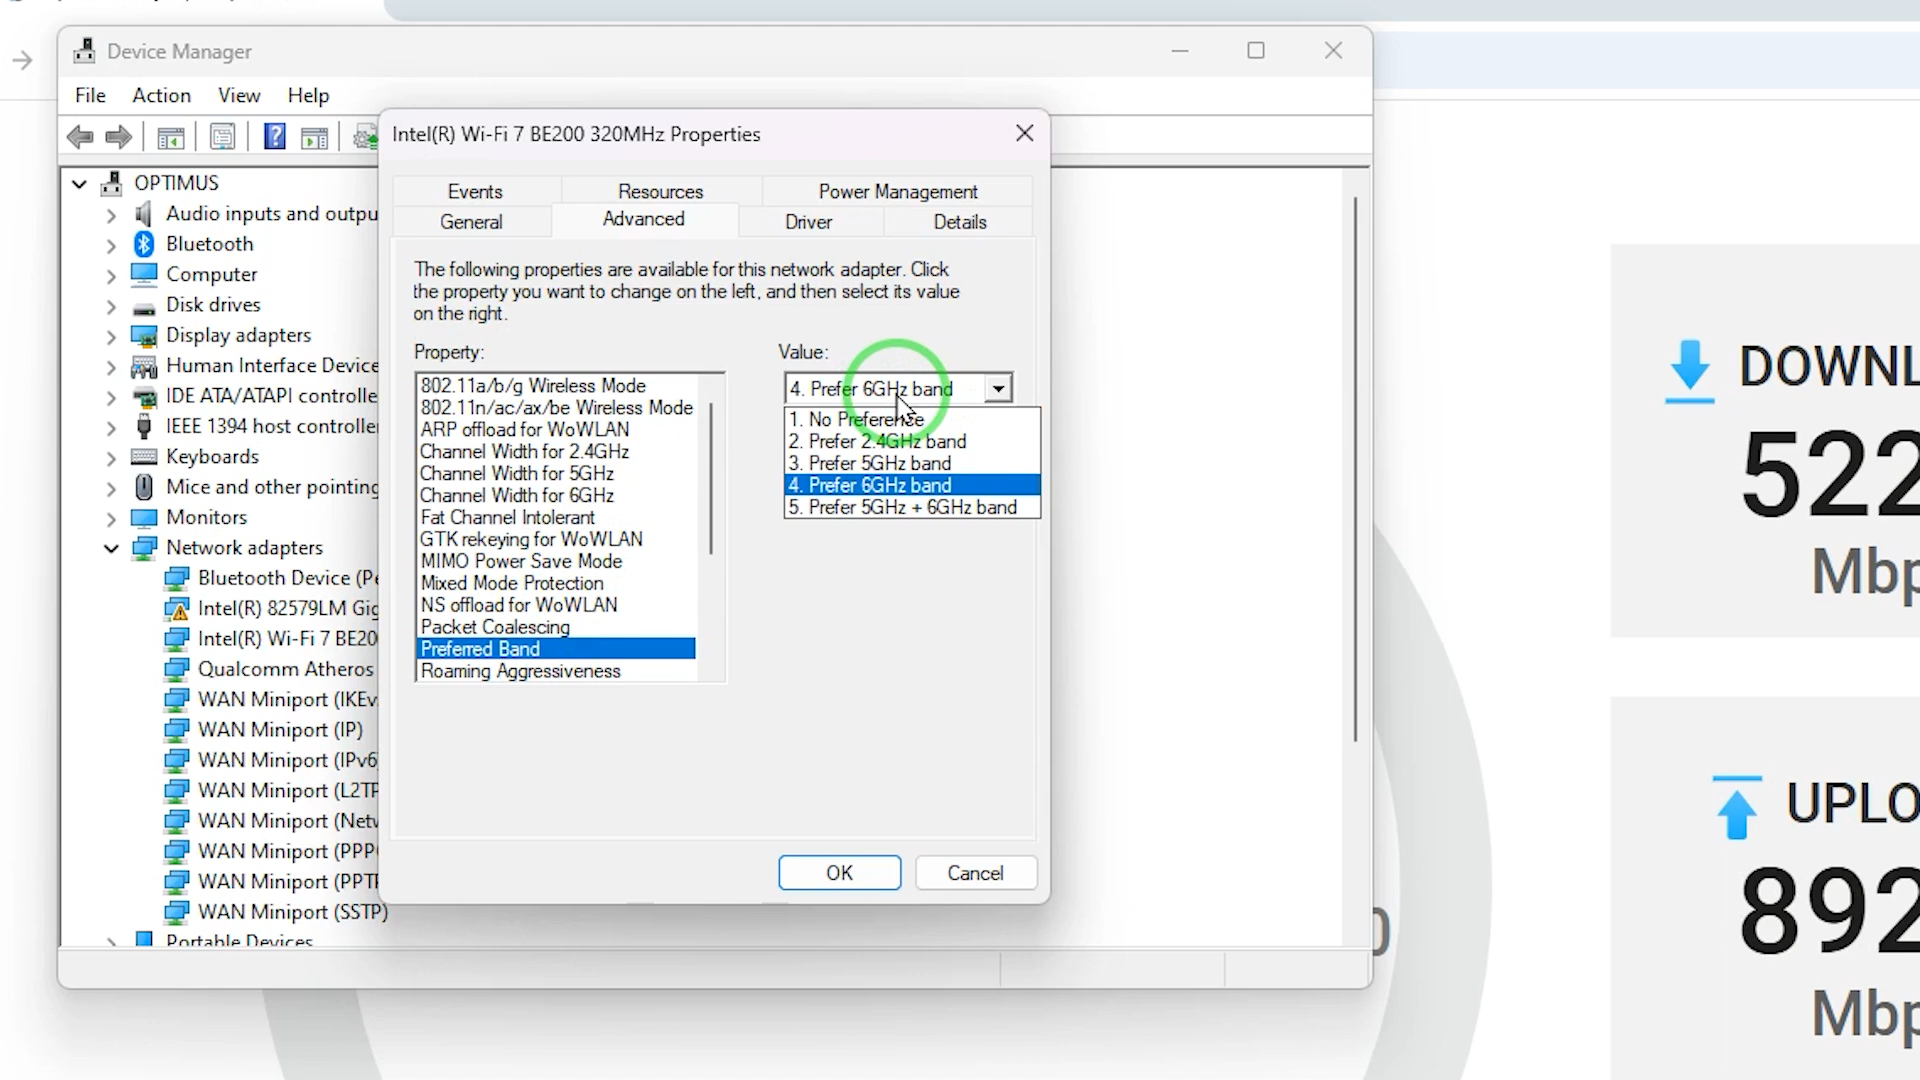 Device Manager
File Action View Help
Intel(R) Wi-Fi 7 BE200 320MHz Properties
Events Resources Power Management
General Advanced Driver Details
The following properties are available for this network adapter. Click
the property you want to change on the left, and then select its value
on the right.
Property:
802.11a/b/g Wireless Mode
802.11n/ac/ax/be Wireless Mode
ARP offload for WoWLAN
Channel Width for 2.4GHz
Channel Width for 5GHz
Channel Width for 6GHz
Fat Channel Intolerant
GTK rekeying for WoWLAN
MIMO Power Save Mode
Mixed Mode Protection
NS offload for WoWLAN
Packet Coalescing
Preferred Band
Roaming Aggressiveness
Value:
4. Prefer 6GHz band
1. No Preference
2. Prefer 2.4GHz band
3. Prefer 5GHz band
4. Prefer 6GHz band
5. Prefer 5GHz + 6GHz band
OK Cancel
OPTIMUS
Audio inputs and outpu
Bluetooth
Computer
Disk drives
Display adapters
Human Interface Device
IDE ATA/ATAPI controlle
IEEE 1394 host controller
Keyboards
Mice and other pointing
Monitors
Network adapters
Bluetooth Device (Pe
Intel(R) 82579LM Gig
Intel(R) Wi-Fi 7 BE200
Qualcomm Atheros
WAN Miniport (IKEv
WAN Miniport (IP)
WAN Miniport (IPv6
WAN Miniport (L2TP
WAN Miniport (Netw
WAN Miniport (PPP
WAN Miniport (PPTP
WAN Miniport (SSTP)
Portable Devices
DOWNL
522
Mbp
UPLO
892
Mbp